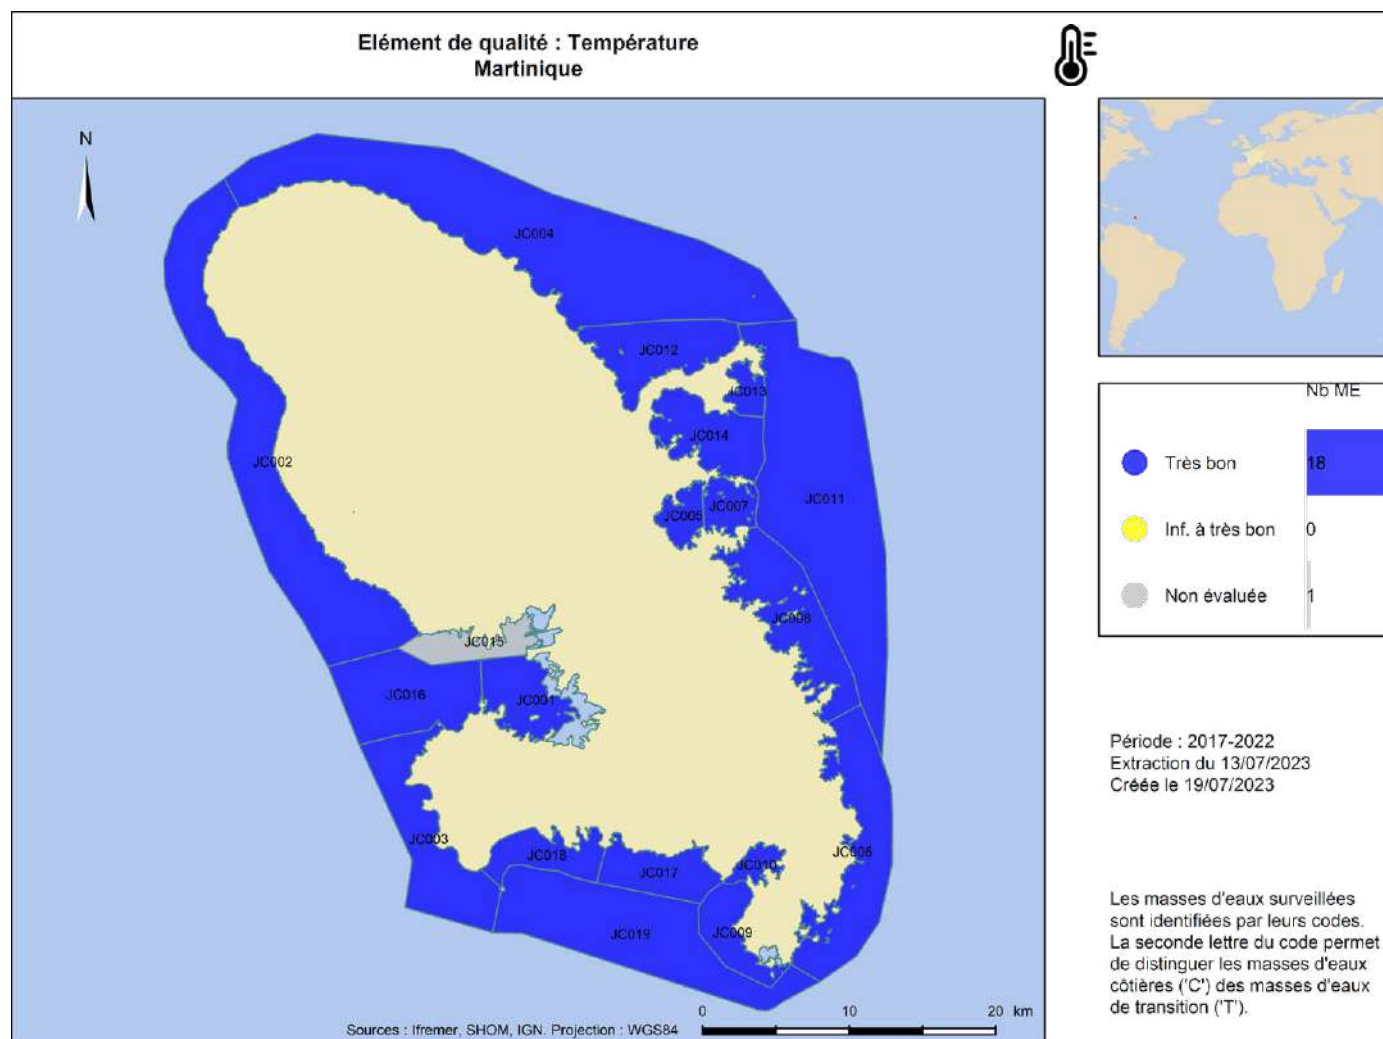 Elément de qualité : Température
Martinique
N
JC004
JC012
JC013
JC014
JC002
JC011
JC005
JC007
JC008
JC015
JC016
JC001
JC003
JC018
JC017
JC010
JC006
JC009
JC019
0 10 20 km
Sources : Ifremer, SHOM, IGN. Projection : WGS84
Nb ME
Très bon 18
Inf. à très bon 0
Non évaluée 1
Période : 2017-2022
Extraction du 13/07/2023
Créée le 19/07/2023
Les masses d'eaux surveillées
sont identifiées par leurs codes.
La seconde lettre du code permet
de distinguer les masses d'eaux
côtières ('C') des masses d'eaux
de transition ('T').